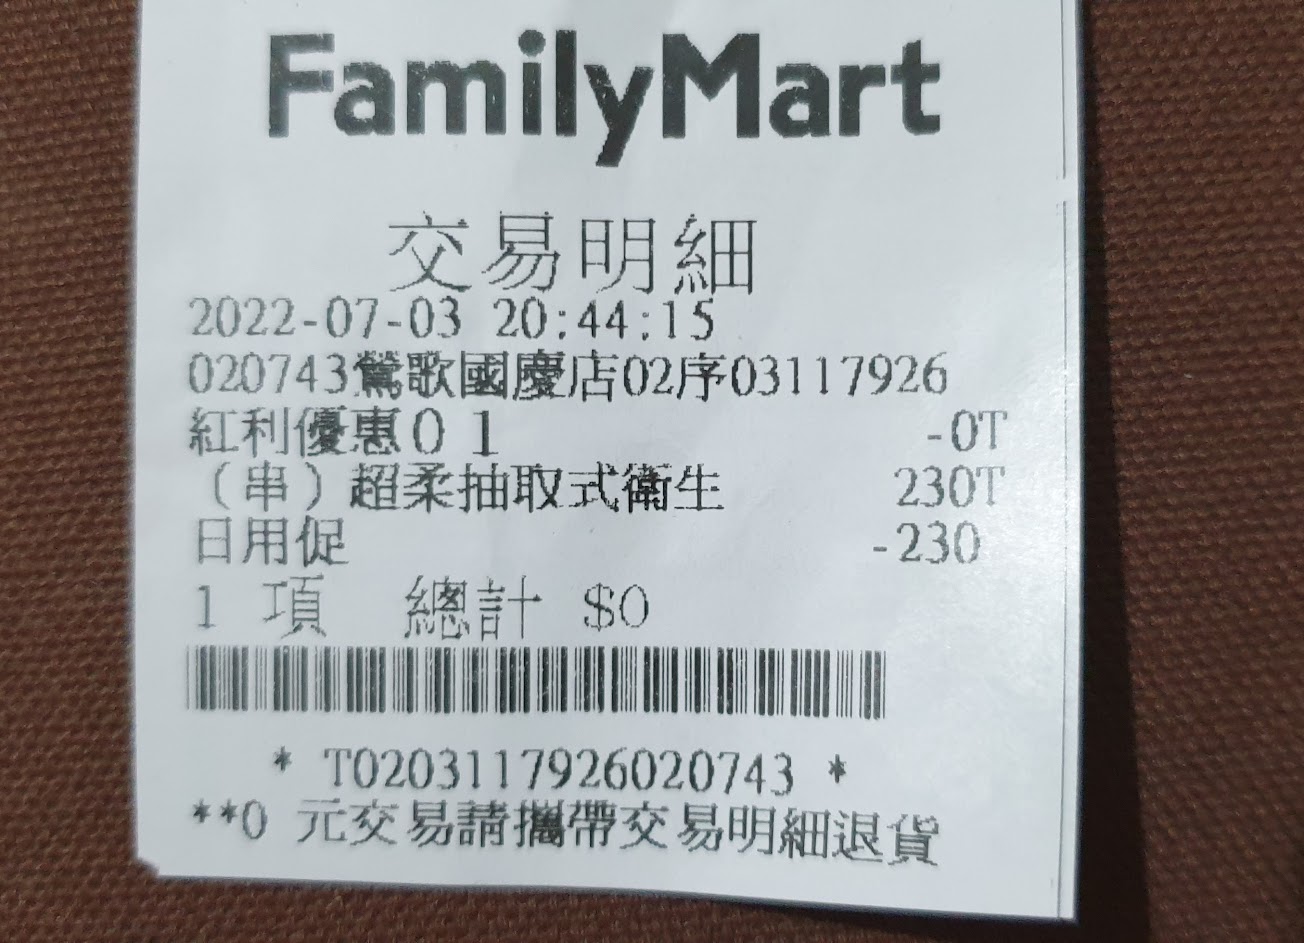 FamilyMart
交易明細
2022-07-03 20:44:15
020743鶯歌國慶店02序03117926
紅利優惠01 -0T
(串)超柔抽取式衛生 230T
日用促 -230
1 項 總計 $0
* T0203117926020743 *
**0 元交易請攜帶交易明細退貨